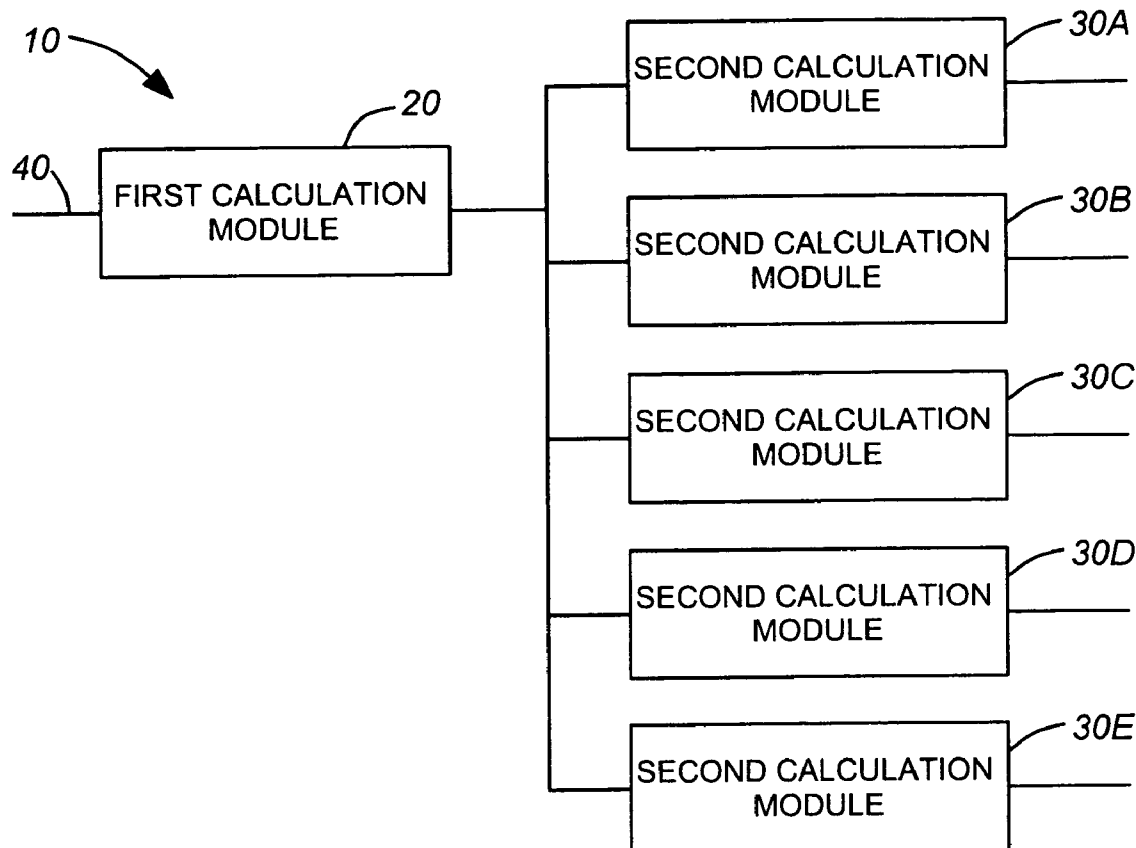 10
20
40
FIRST CALCULATION
MODULE
30A
SECOND CALCULATION
MODULE
30B
SECOND CALCULATION
MODULE
30C
SECOND CALCULATION
MODULE
30D
SECOND CALCULATION
MODULE
30E
SECOND CALCULATION
MODULE